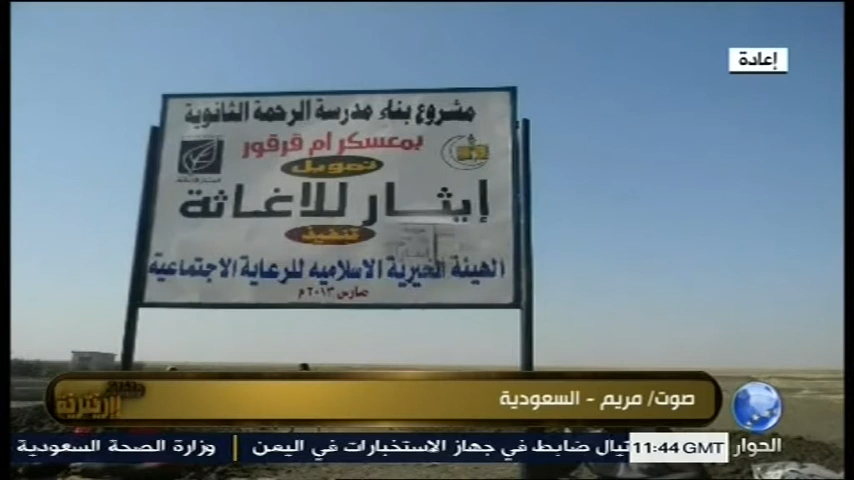 إعادة
مشروع بناء مدرسة الرحمة الثانوية
بمعسكر ام قرقور
تمويل
إيثار للاغاثة
تنفيذ
الهيئة الخيرية الاسلاميه للرعاية الاجتماعية
مارس ٢٠١٣م
صوت/ مريم - السعودية
تيال ضابط في جهاز الاستخبارات في اليمن | وزارة الصحة السعودية
11:44 GMT
الحوار